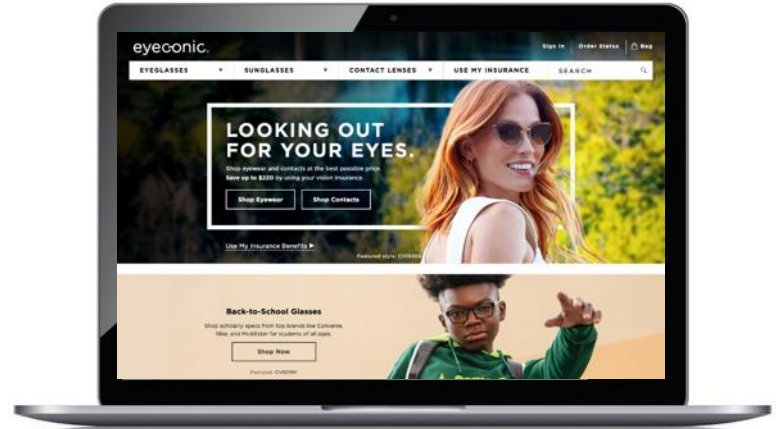 eyeconic.
Sign In Order Status Bag
EYEGLASSES SUNGLASSES CONTACT LENSES USE MY INSURANCE SEARCH
LOOKING OUT
FOR YOUR EYES.
Shop eyewear and contacts at the best possible price.
Save up to $220 by using your vision insurance.
Shop Eyewear Shop Contacts
Use My Insurance Benefits ▶
Featured style:
Back-to-School Glasses
Shop scholarly specs from top brands like Converse,
Nike, and McAllister for students of all ages.
Shop Now
Featured: